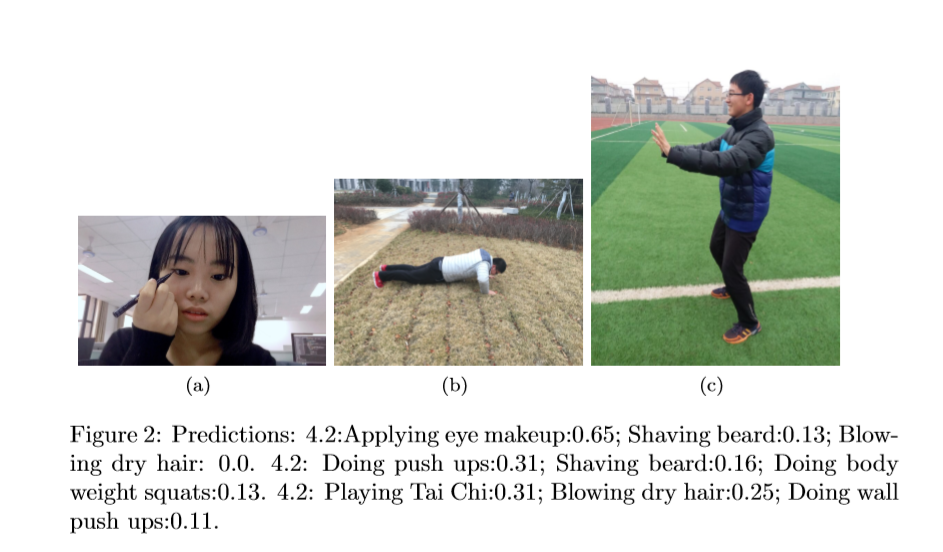 (a)
(b)
(c)
Figure 2: Predictions: 4.2:Applying eye makeup:0.65; Shaving beard:0.13; Blow-
ing dry hair: 0.0. 4.2: Doing push ups:0.31; Shaving beard:0.16; Doing body
weight squats:0.13. 4.2: Playing Tai Chi:0.31; Blowing dry hair:0.25; Doing wall
push ups:0.11.